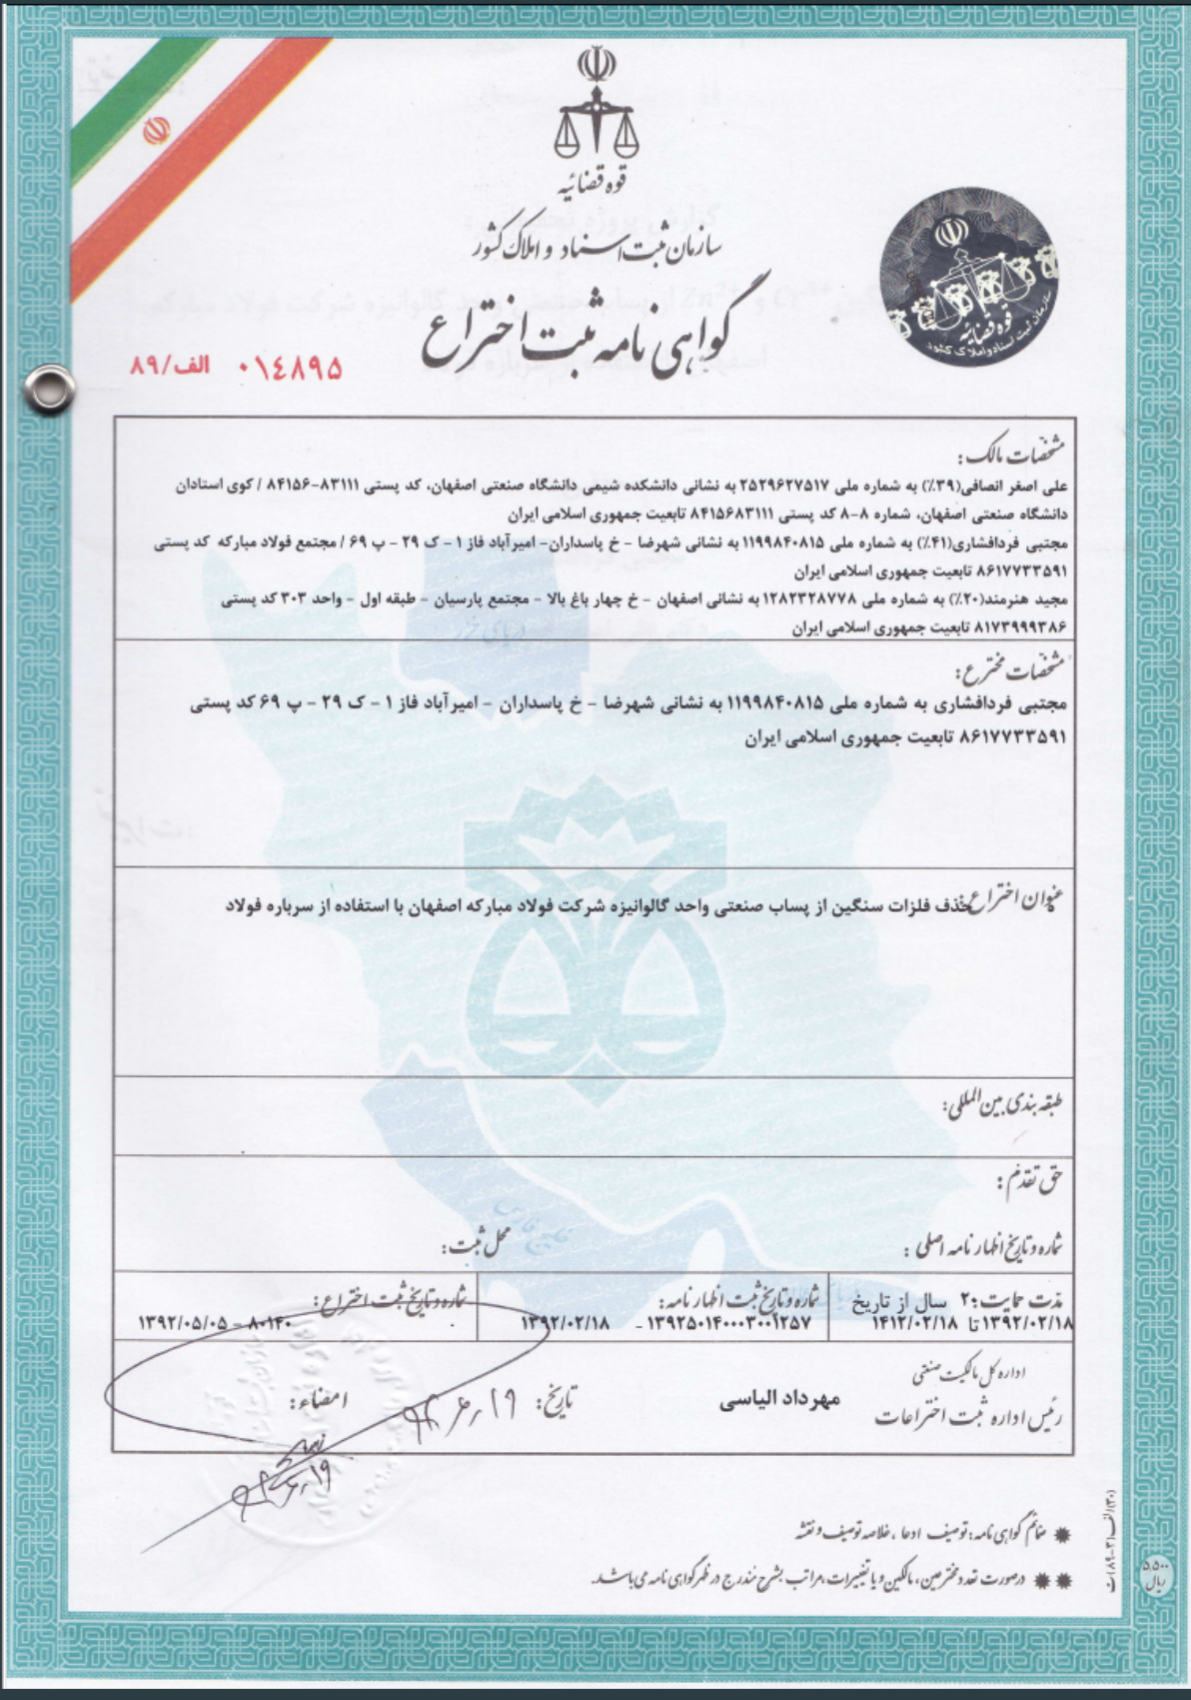 قوه قضائیه
سازمان ثبت اسناد و املاک کشور
گواهی نامه ثبت اختراع
۰۱٤۸۹۵ الف/۸۹
قوه قضائیه
سازمان ثبت اسناد و املاک کشور
مشخصات مالک:
علی اصغر انصافی(۳۹٪) به شماره ملی ۲۵۲۹۶۲۷۵۱۷ به نشانی دانشکده شیمی دانشگاه صنعتی اصفهان، کد پستی ۸۳۱۱۱-۸۴۱۵۶ / کوی استادان
دانشگاه صنعتی اصفهان، شماره ۸-۸ کد پستی ۸۴۱۵۶۸۳۱۱۱ تابعیت جمهوری اسلامی ایران
مجتبی فردافشاری(۴۱٪) به شماره ملی ۱۱۹۹۸۴۰۸۱۵ به نشانی شهرضا - خ پاسداران- امیرآباد فاز ۱ - ک ۲۹ - پ ۶۹ / مجتمع فولاد مبارکه کد پستی
۸۶۱۷۷۳۳۵۹۱ تابعیت جمهوری اسلامی ایران
مجید هنرمند(۲۰٪) به شماره ملی ۱۲۸۲۳۲۸۷۷۸ به نشانی اصفهان - خ چهار باغ بالا - مجتمع پارسیان - طبقه اول - واحد ۳۰۳ کد پستی
۸۱۷۳۹۹۹۳۸۶ تابعیت جمهوری اسلامی ایران
دریای خزر
مشخصات مخترع:
مجتبی فردافشاری به شماره ملی ۱۱۹۹۸۴۰۸۱۵ به نشانی شهرضا - خ پاسداران - امیرآباد فاز ۱ - ک ۲۹ - پ ۶۹ کد پستی
۸۶۱۷۷۳۳۵۹۱ تابعیت جمهوری اسلامی ایران
عنوان اختراع حذف فلزات سنگین از پساب صنعتی واحد گالوانیزه شرکت فولاد مبارکه اصفهان با استفاده از سرباره فولاد
طبقه بندی بین المللی:
حق تقدم:
خلیج فارس
شماره و تاریخ اظهار نامه اصلی: محل ثبت:
مدت حمایت:۲ سال از تاریخ
۱۳۹۲/۰۲/۱۸ تا ۱۴۱۲/۰۲/۱۸
شماره و تاریخ ثبت اظهار نامه:
۱۳۹۲۵۰۱۴۰۰۰۳۰۰۱۲۵۷ - ۱۳۹۲/۰۲/۱۸
شماره و تاریخ ثبت اختراع:
۸۰۱۴۰ - ۱۳۹۲/۰۵/۰۵
اداره کل مالکیت صنعتی
رئیس اداره ثبت اختراعات مهرداد الیاسی تاریخ: امضاء:
ضمائم گواهی نامه: توصیف ادعا، خلاصه توصیف و نقشه
درصورت تعدد مخترعین، مالکین و یا تغییرات، مراتب بشرح مندرج در ظهر گواهی نامه می باشد.
۵,۵۰۰
ریال